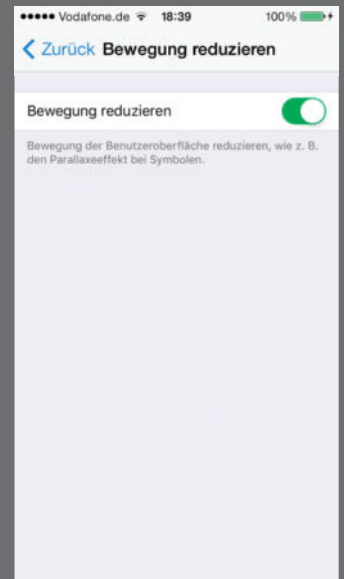 ●●●●● Vodafone.de 18:39 100%
Zurück Bewegung reduzieren
Bewegung reduzieren
Bewegung der Benutzeroberfläche reduzieren, wie z. B.
den Parallaxeeffekt bei Symbolen.